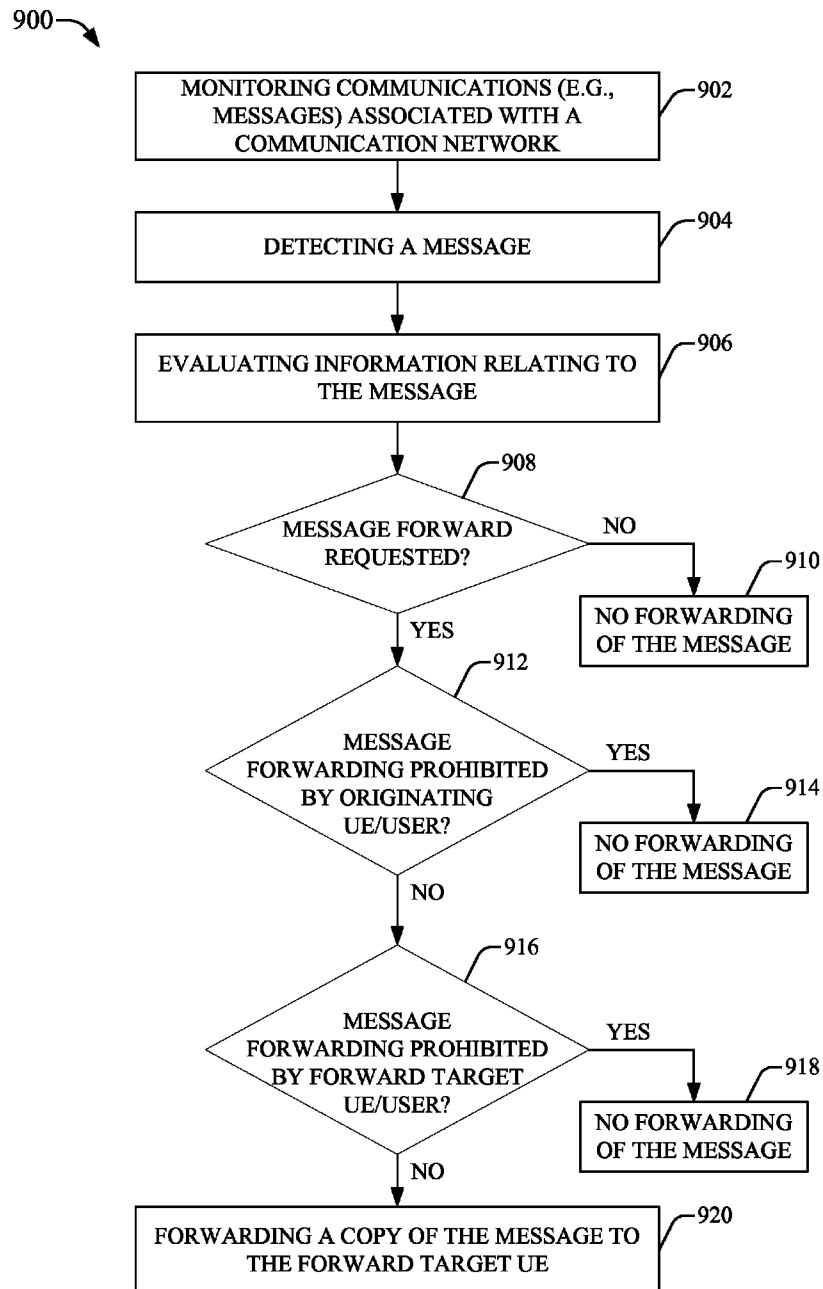 900
MONITORING COMMUNICATIONS (E.G.,
MESSAGES) ASSOCIATED WITH A
COMMUNICATION NETWORK
902
DETECTING A MESSAGE
904
EVALUATING INFORMATION RELATING TO
THE MESSAGE
906
908
MESSAGE FORWARD
REQUESTED?
NO
910
NO FORWARDING
OF THE MESSAGE
YES
912
MESSAGE
FORWARDING PROHIBITED
BY ORIGINATING
UE/USER?
YES
914
NO FORWARDING
OF THE MESSAGE
NO
916
MESSAGE
FORWARDING PROHIBITED
BY FORWARD TARGET
UE/USER?
YES
918
NO FORWARDING
OF THE MESSAGE
NO
FORWARDING A COPY OF THE MESSAGE TO
THE FORWARD TARGET UE
920